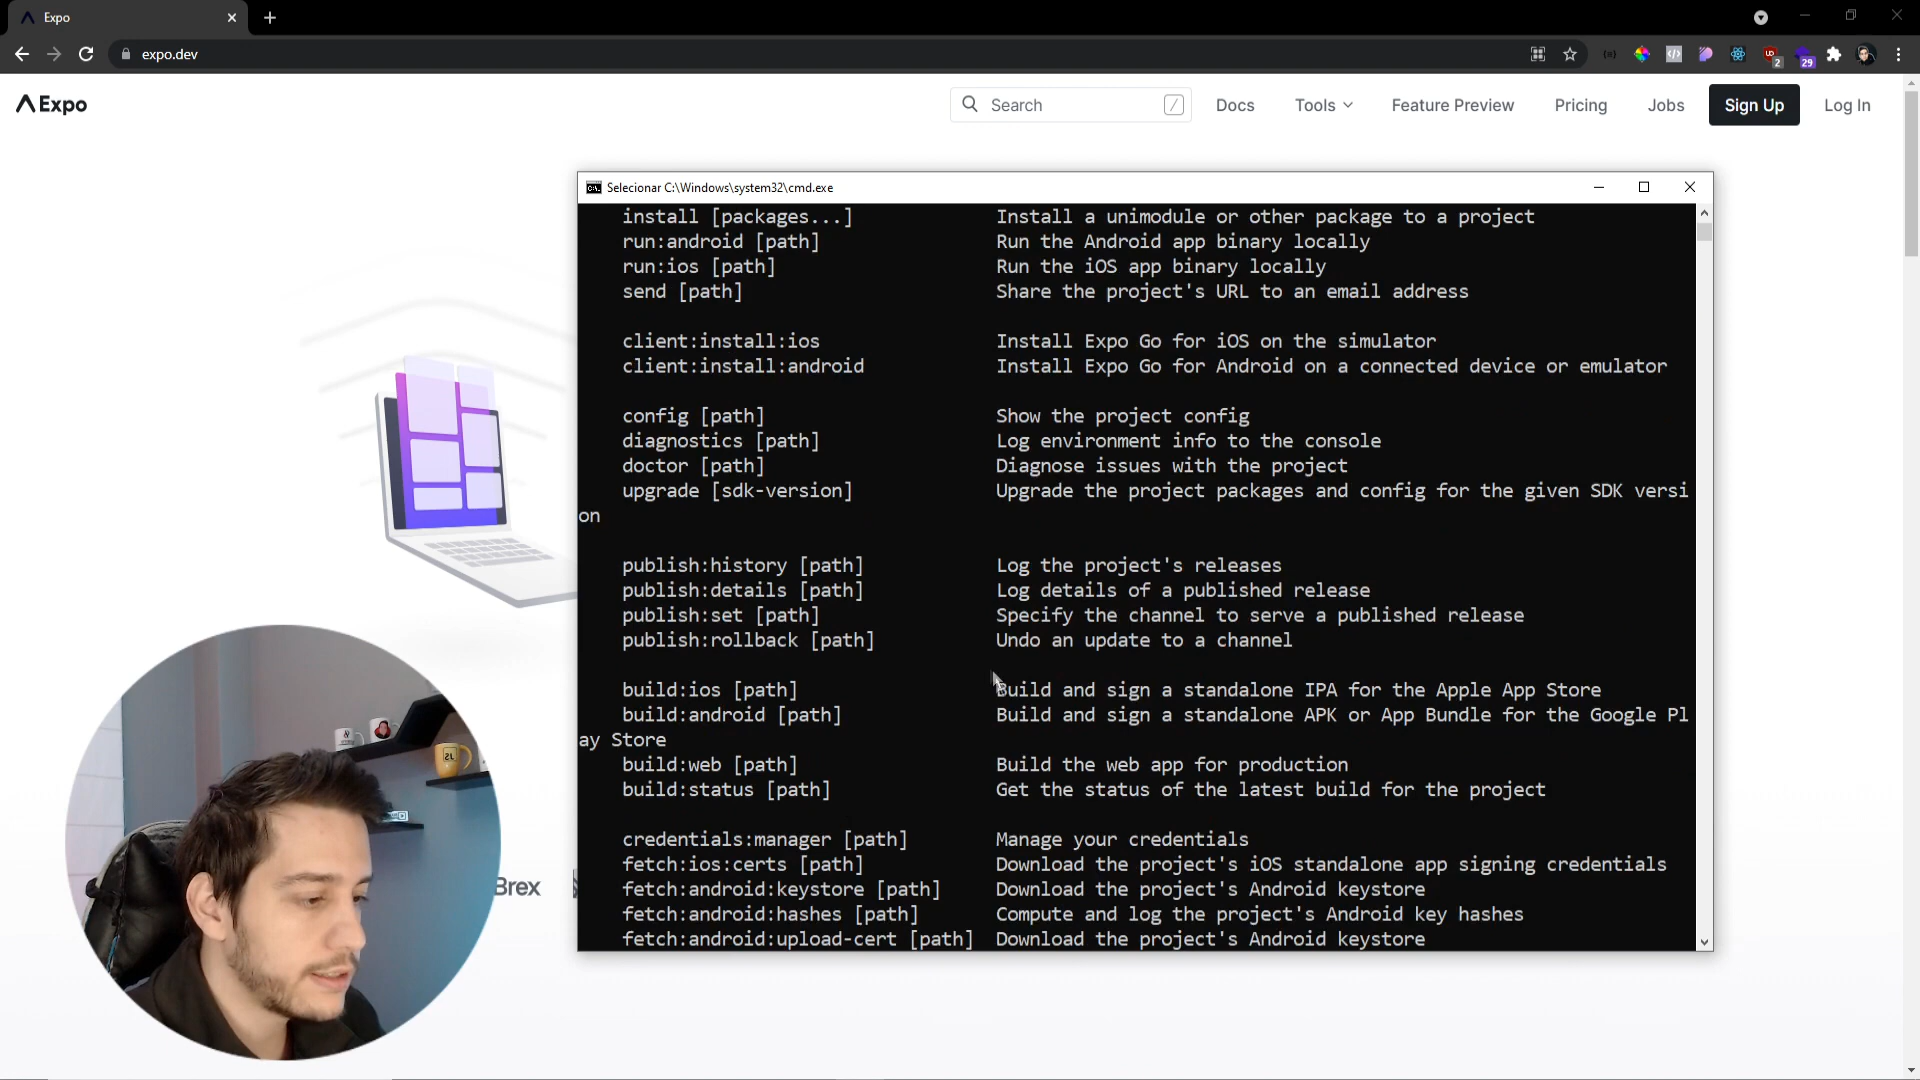 Expo
expo.dev
2
29
Expo
Search
/
Docs
Tools
Feature Preview
Pricing
Jobs
Sign Up
Log In
Selecionar C:\Windows\system32\cmd.exe
install [packages...] Install a unimodule or other package to a project
run:android [path] Run the Android app binary locally
run:ios [path] Run the iOS app binary locally
send [path] Share the project's URL to an email address
client:install:ios Install Expo Go for iOS on the simulator
client:install:android Install Expo Go for Android on a connected device or emulator
config [path] Show the project config
diagnostics [path] Log environment info to the console
doctor [path] Diagnose issues with the project
upgrade [sdk-version] Upgrade the project packages and config for the given SDK versi
on
publish:history [path] Log the project's releases
publish:details [path] Log details of a published release
publish:set [path] Specify the channel to serve a published release
publish:rollback [path] Undo an update to a channel
build:ios [path] Build and sign a standalone IPA for the Apple App Store
build:android [path] Build and sign a standalone APK or App Bundle for the Google Pl
ay Store
build:web [path] Build the web app for production
build:status [path] Get the status of the latest build for the project
credentials:manager [path] Manage your credentials
fetch:ios:certs [path] Download the project's iOS standalone app signing credentials
fetch:android:keystore [path] Download the project's Android keystore
fetch:android:hashes [path] Compute and log the project's Android key hashes
fetch:android:upload-cert [path] Download the project's Android keystore
Brex